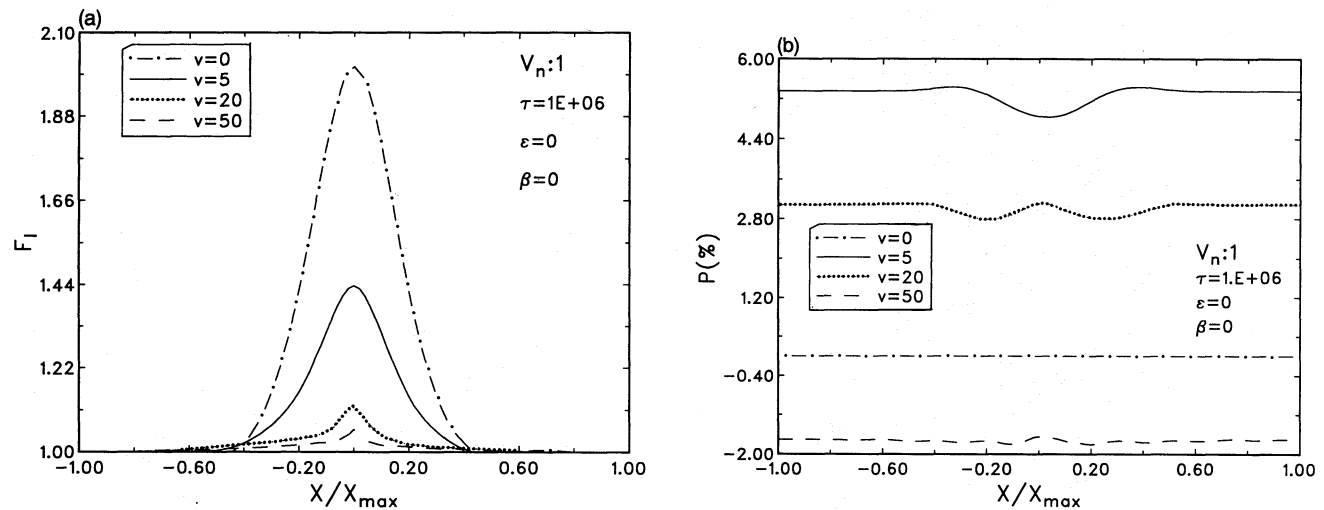 (a)
2.10
1.88
1.66
1.44
1.22
1.00
F_I
v=0
v=5
v=20
v=50
V_n:1
τ=1E+06
ε=0
β=0
-1.00 -0.60 -0.20 0.20 0.60 1.00
X/X_max
(b)
6.00
4.40
2.80
1.20
-0.40
-2.00
P(%)
v=0
v=5
v=20
v=50
V_n:1
τ=1.E+06
ε=0
β=0
-1.00 -0.60 -0.20 0.20 0.60 1.00
X/X_max